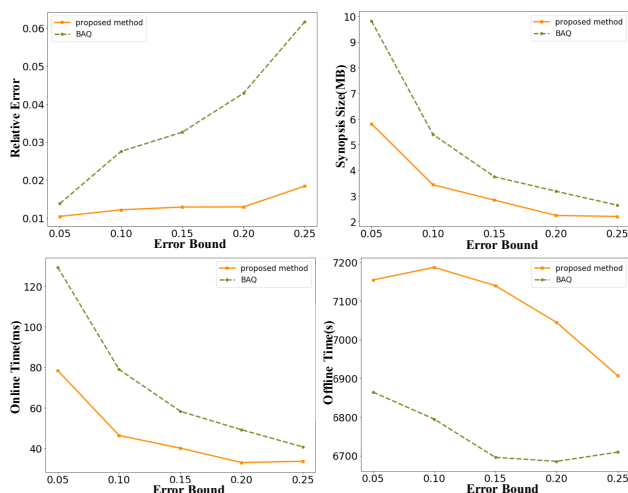 proposed method
BAQ
Relative Error
0.06
0.05
0.04
0.03
0.02
0.01
0.05 0.10 0.15 0.20 0.25
Error Bound
proposed method
BAQ
Synopsis Size(MB)
10
9
8
7
6
5
4
3
2
0.05 0.10 0.15 0.20 0.25
Error Bound
proposed method
BAQ
Online Time(ms)
120
100
80
60
40
0.05 0.10 0.15 0.20 0.25
Error Bound
proposed method
BAQ
Offline Time(s)
7200
7100
7000
6900
6800
6700
0.05 0.10 0.15 0.20 0.25
Error Bound